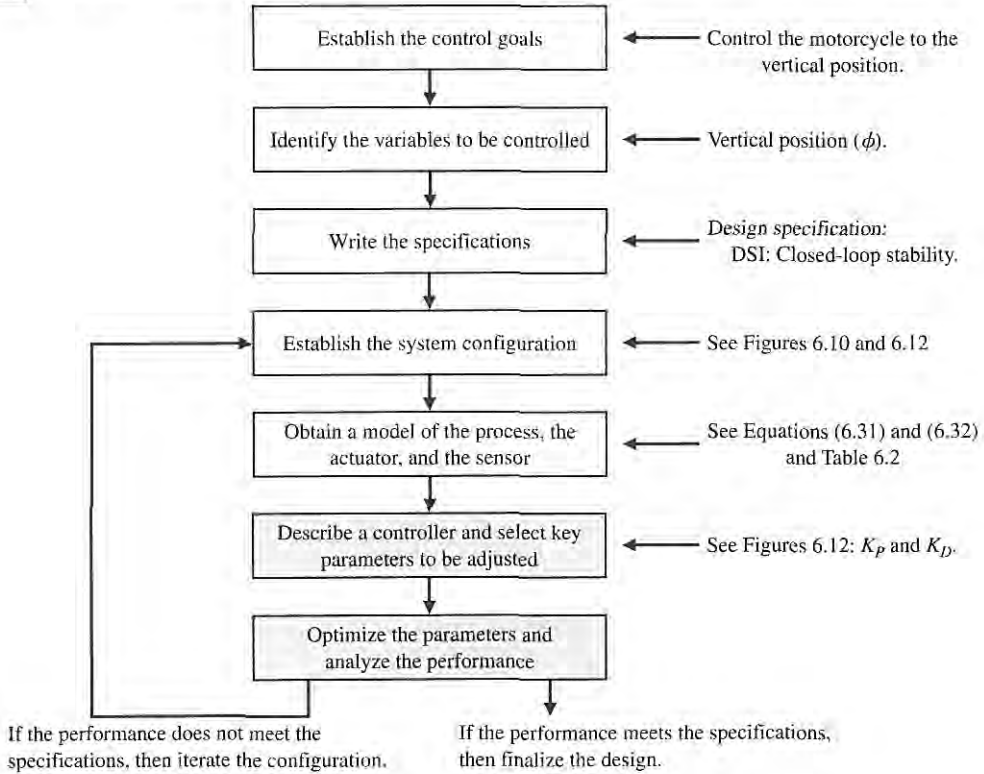 Establish the control goals
Control the motorcycle to the
vertical position.
Identify the variables to be controlled
Vertical position (ϕ).
Write the specifications
Design specification:
DSI: Closed-loop stability.
Establish the system configuration
See Figures 6.10 and 6.12
Obtain a model of the process, the
actuator, and the sensor
See Equations (6.31) and (6.32)
and Table 6.2
Describe a controller and select key
parameters to be adjusted
See Figures 6.12: K_P and K_D.
Optimize the parameters and
analyze the performance
If the performance does not meet the
specifications, then iterate the configuration.
If the performance meets the specifications,
then finalize the design.